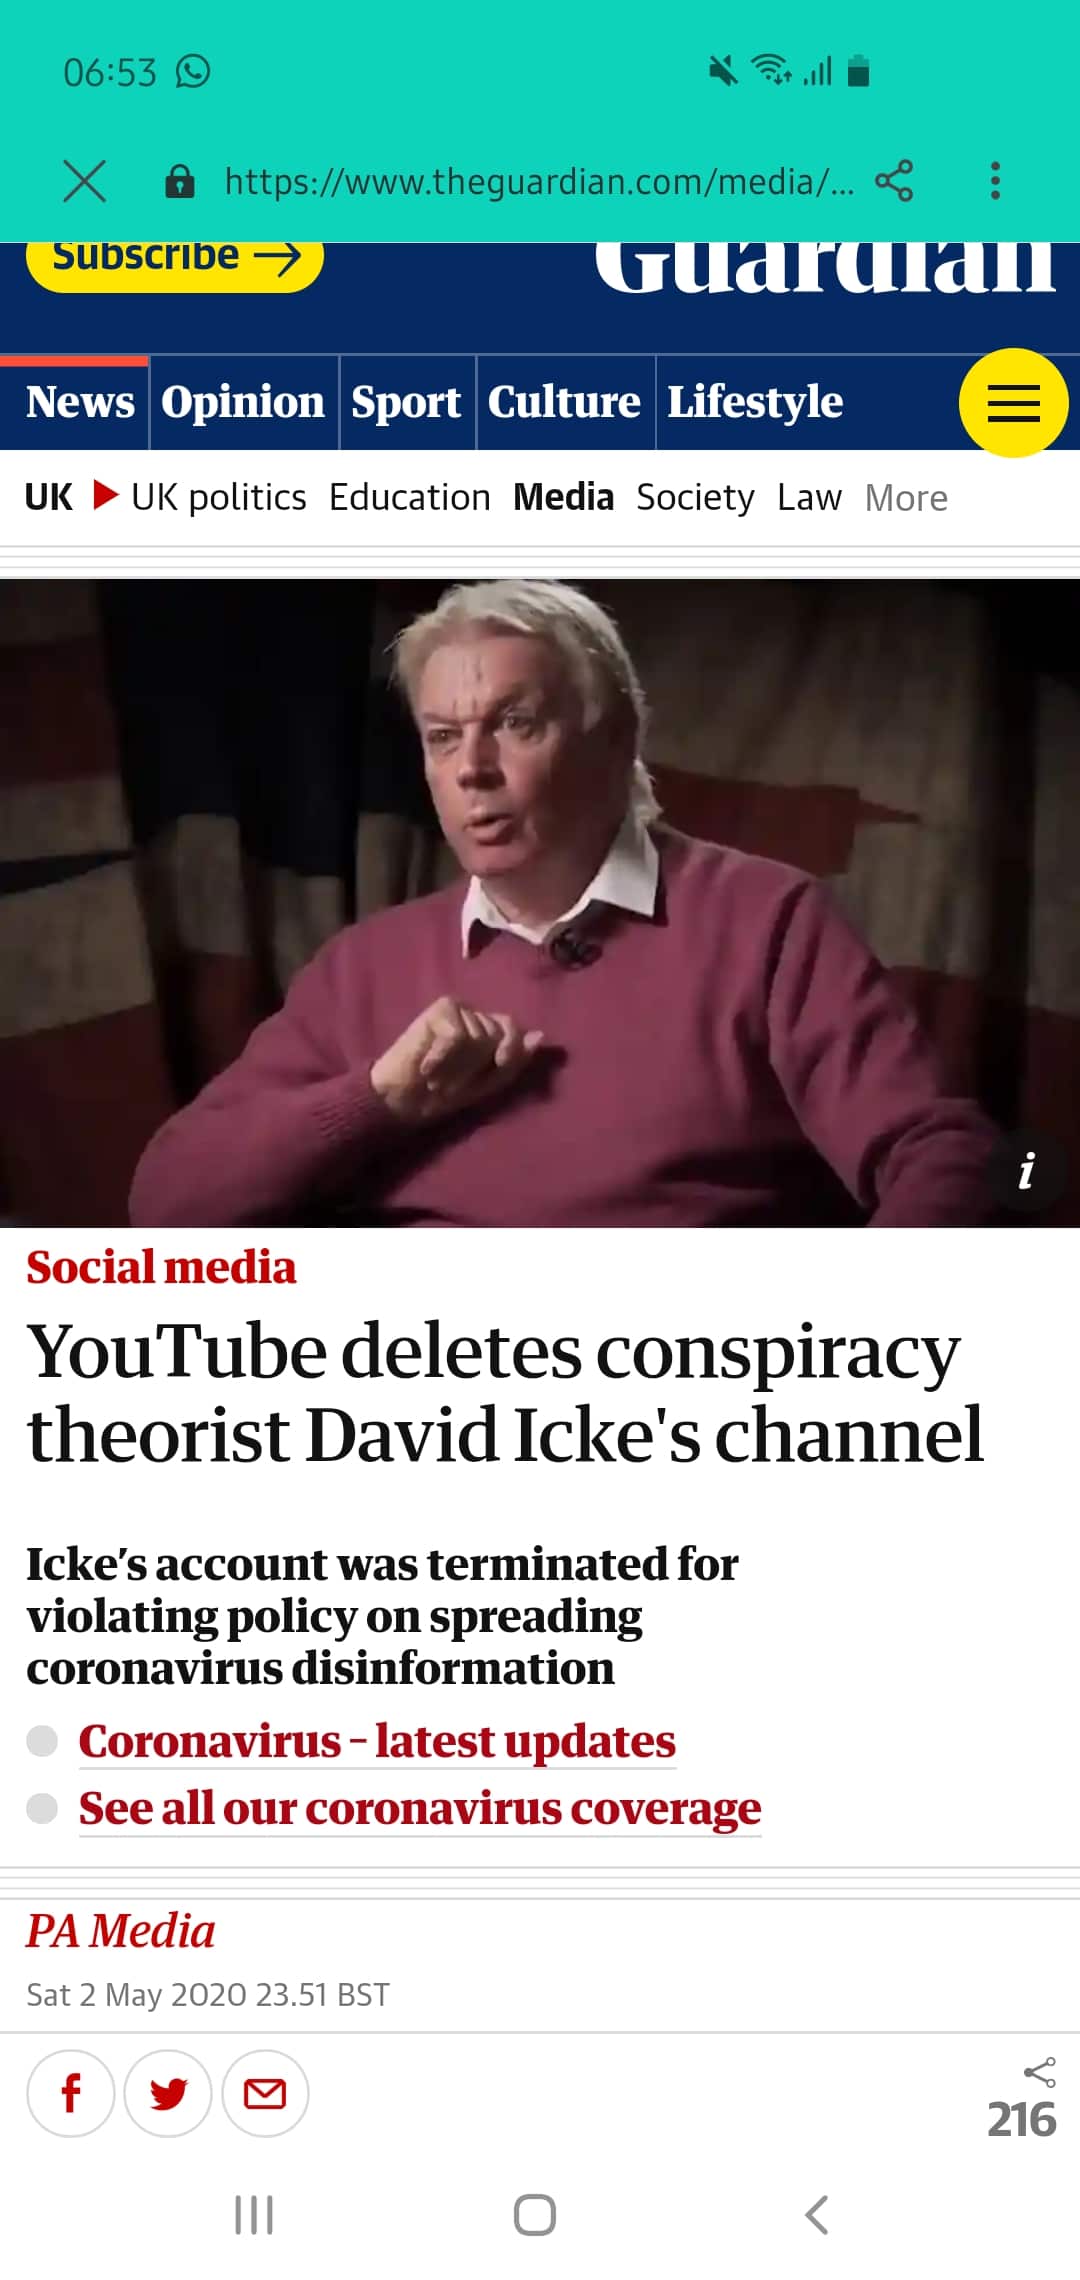 06:53
https://www.theguardian.com/media/...
Subscribe →
Guardian
News Opinion Sport Culture Lifestyle
UK UK politics Education Media Society Law More
i
Social media
YouTube deletes conspiracy
theorist David Icke's channel
Icke’s account was terminated for
violating policy on spreading
coronavirus disinformation
Coronavirus – latest updates
See all our coronavirus coverage
PA Media
Sat 2 May 2020 23.51 BST
f
216